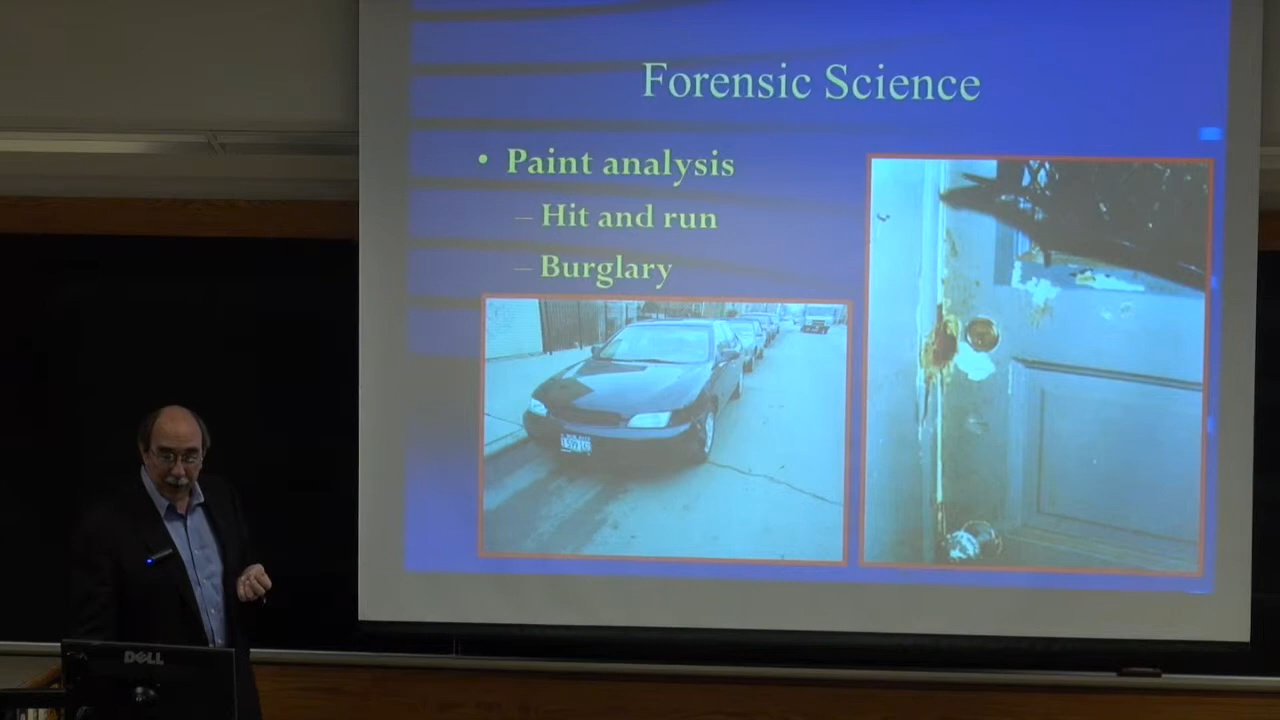 Forensic Science
• Paint analysis
– Hit and run
– Burglary
DELL